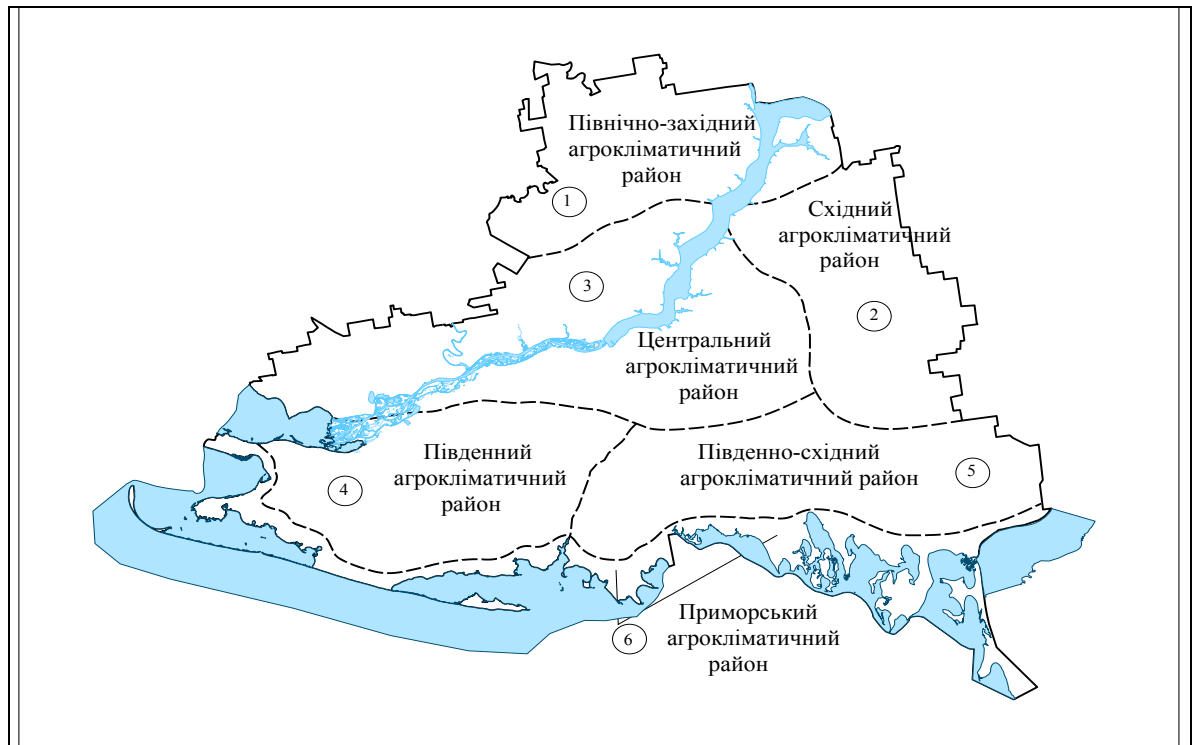 Північно-західний
агрокліматичний
район
1
Східний
агрокліматичний
район
2
3
Центральний
агрокліматичний
район
Південний
агрокліматичний
район
4
Південно-східний
агрокліматичний район
5
Приморський
агрокліматичний
район
6